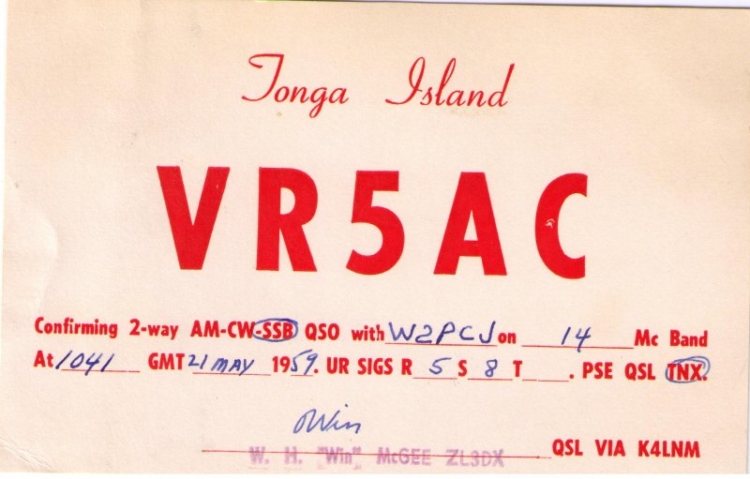 Tonga Island
VR5AC
Confirming 2-way AM-CW-SSB QSO with W2PCJ on 14 Mc Band
At 1041 GMT 21 MAY 1959. UR SIGS R 5 S 8 T . PSE QSL TNX.
Win
W. H. "Win" McGEE ZL3DX QSL VIA K4LNM